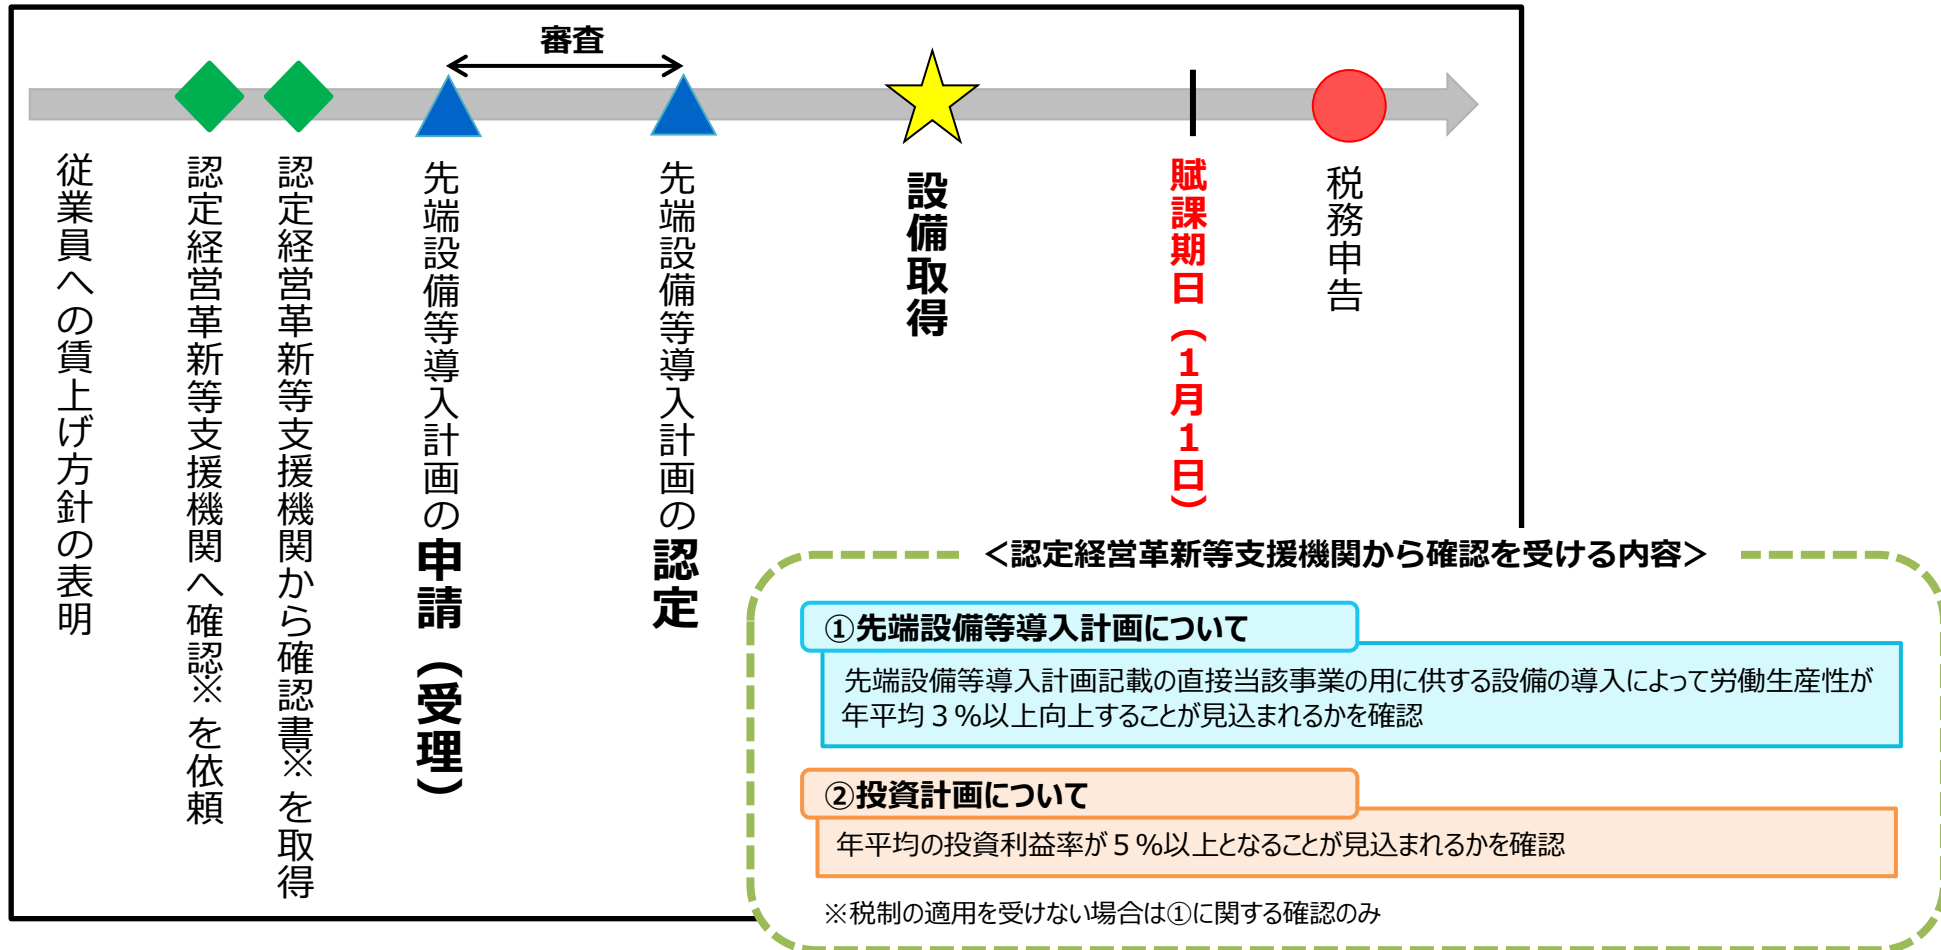 審査
従業員への賃上げ方針の表明
認定経営革新等支援機関へ確認※を依頼
認定経営革新等支援機関から確認書※を取得
先端設備等導入計画の申請（受理）
先端設備等導入計画の認定
設備取得
賦課期日（１月１日）
税務申告
＜認定経営革新等支援機関から確認を受ける内容＞
①先端設備等導入計画について
先端設備等導入計画記載の直接当該事業の用に供する設備の導入によって労働生産性が
年平均３％以上向上することが見込まれるかを確認
②投資計画について
年平均の投資利益率が５％以上となることが見込まれるかを確認
※税制の適用を受けない場合は①に関する確認のみ